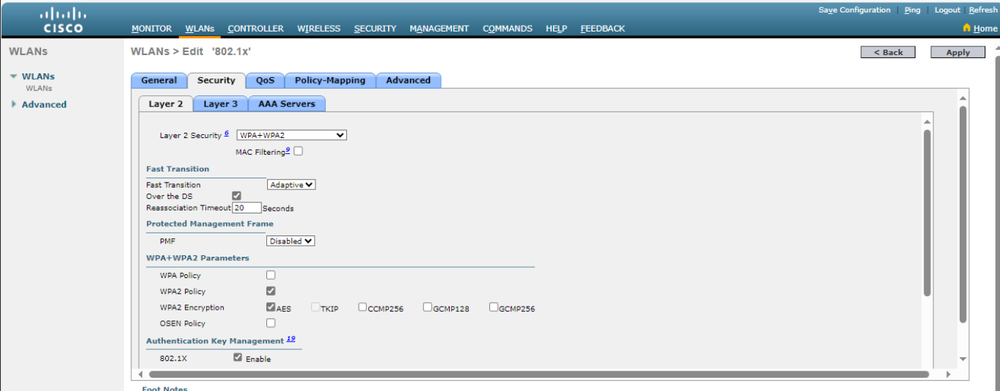 Save Configuration Ping Logout Refresh
CISCO MONITOR WLANs CONTROLLER WIRELESS SECURITY MANAGEMENT COMMANDS HELP FEEDBACK Home
WLANs WLANs > Edit '802.1x' < Back Apply
WLANs
WLANs
Advanced
General Security QoS Policy-Mapping Advanced
Layer 2 Layer 3 AAA Servers
Layer 2 Security 6 WPA+WPA2
MAC Filtering 9
Fast Transition
Fast Transition Adaptive
Over the DS
Reassociation Timeout 20 Seconds
Protected Management Frame
PMF Disabled
WPA+WPA2 Parameters
WPA Policy
WPA2 Policy
WPA2 Encryption AES TKIP CCMP256 GCMP128 GCMP256
OSEN Policy
Authentication Key Management 19
802.1X Enable
Foot Notes